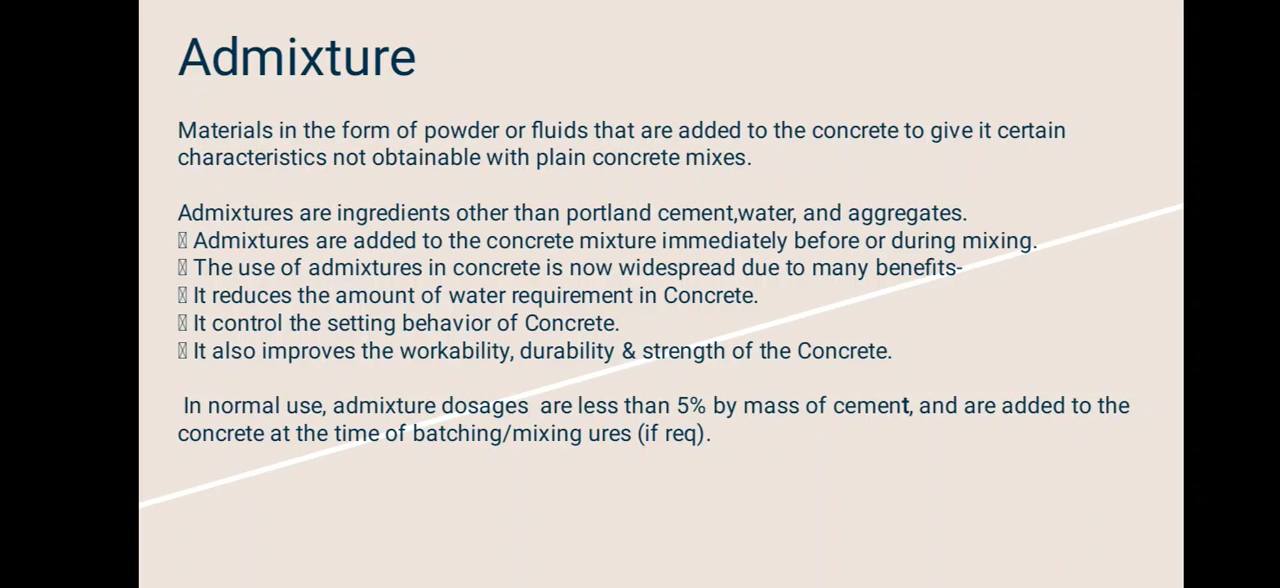 Admixture
Materials in the form of powder or fluids that are added to the concrete to give it certain
characteristics not obtainable with plain concrete mixes.
Admixtures are ingredients other than portland cement,water, and aggregates.
Admixtures are added to the concrete mixture immediately before or during mixing.
The use of admixtures in concrete is now widespread due to many benefits-
It reduces the amount of water requirement in Concrete.
It control the setting behavior of Concrete.
It also improves the workability, durability & strength of the Concrete.
In normal use, admixture dosages  are less than 5% by mass of cement, and are added to the
concrete at the time of batching/mixing ures (if req).